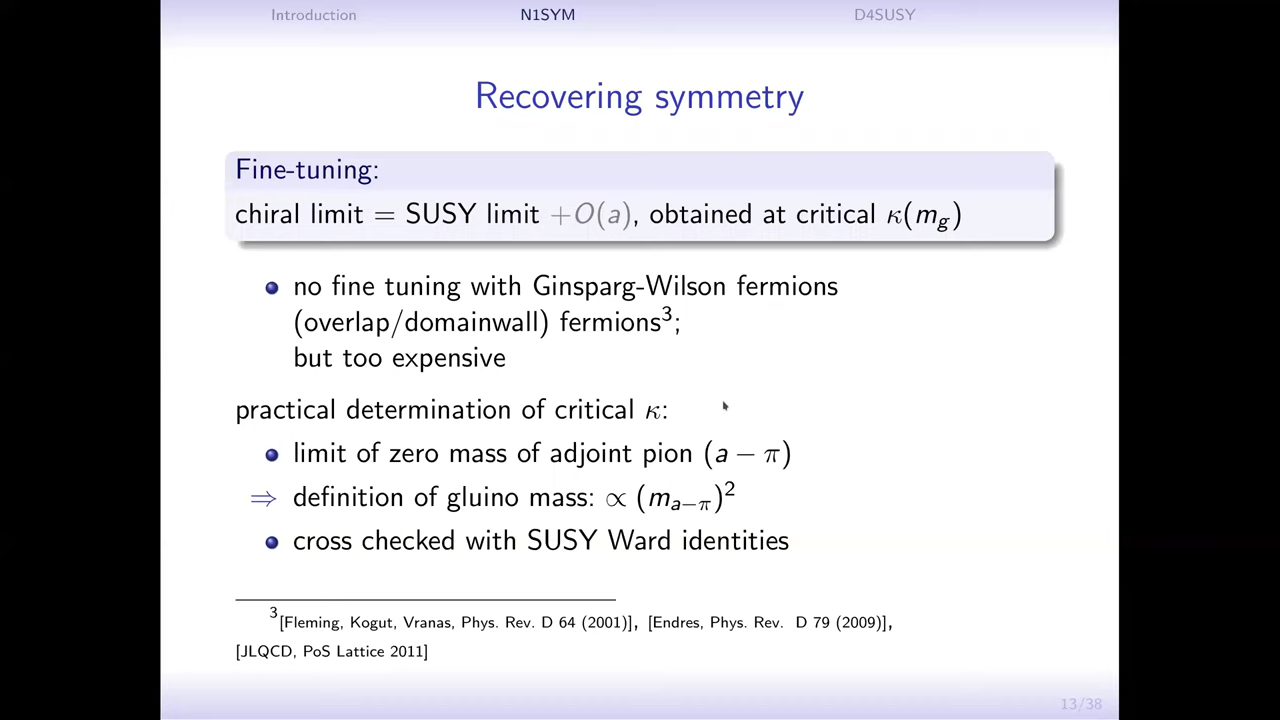 Introduction N1SYM D4SUSY
Recovering symmetry
Fine-tuning:
chiral limit = SUSY limit +O(a), obtained at critical κ(m_g)
no fine tuning with Ginsparg-Wilson fermions
(overlap/domainwall) fermions³;
but too expensive
practical determination of critical κ:
limit of zero mass of adjoint pion (a − π)
⇒ definition of gluino mass: ∝ (m_{a−π})²
cross checked with SUSY Ward identities
³[Fleming, Kogut, Vranas, Phys. Rev. D 64 (2001)], [Endres, Phys. Rev. D 79 (2009)],
[JLQCD, PoS Lattice 2011]
13/38